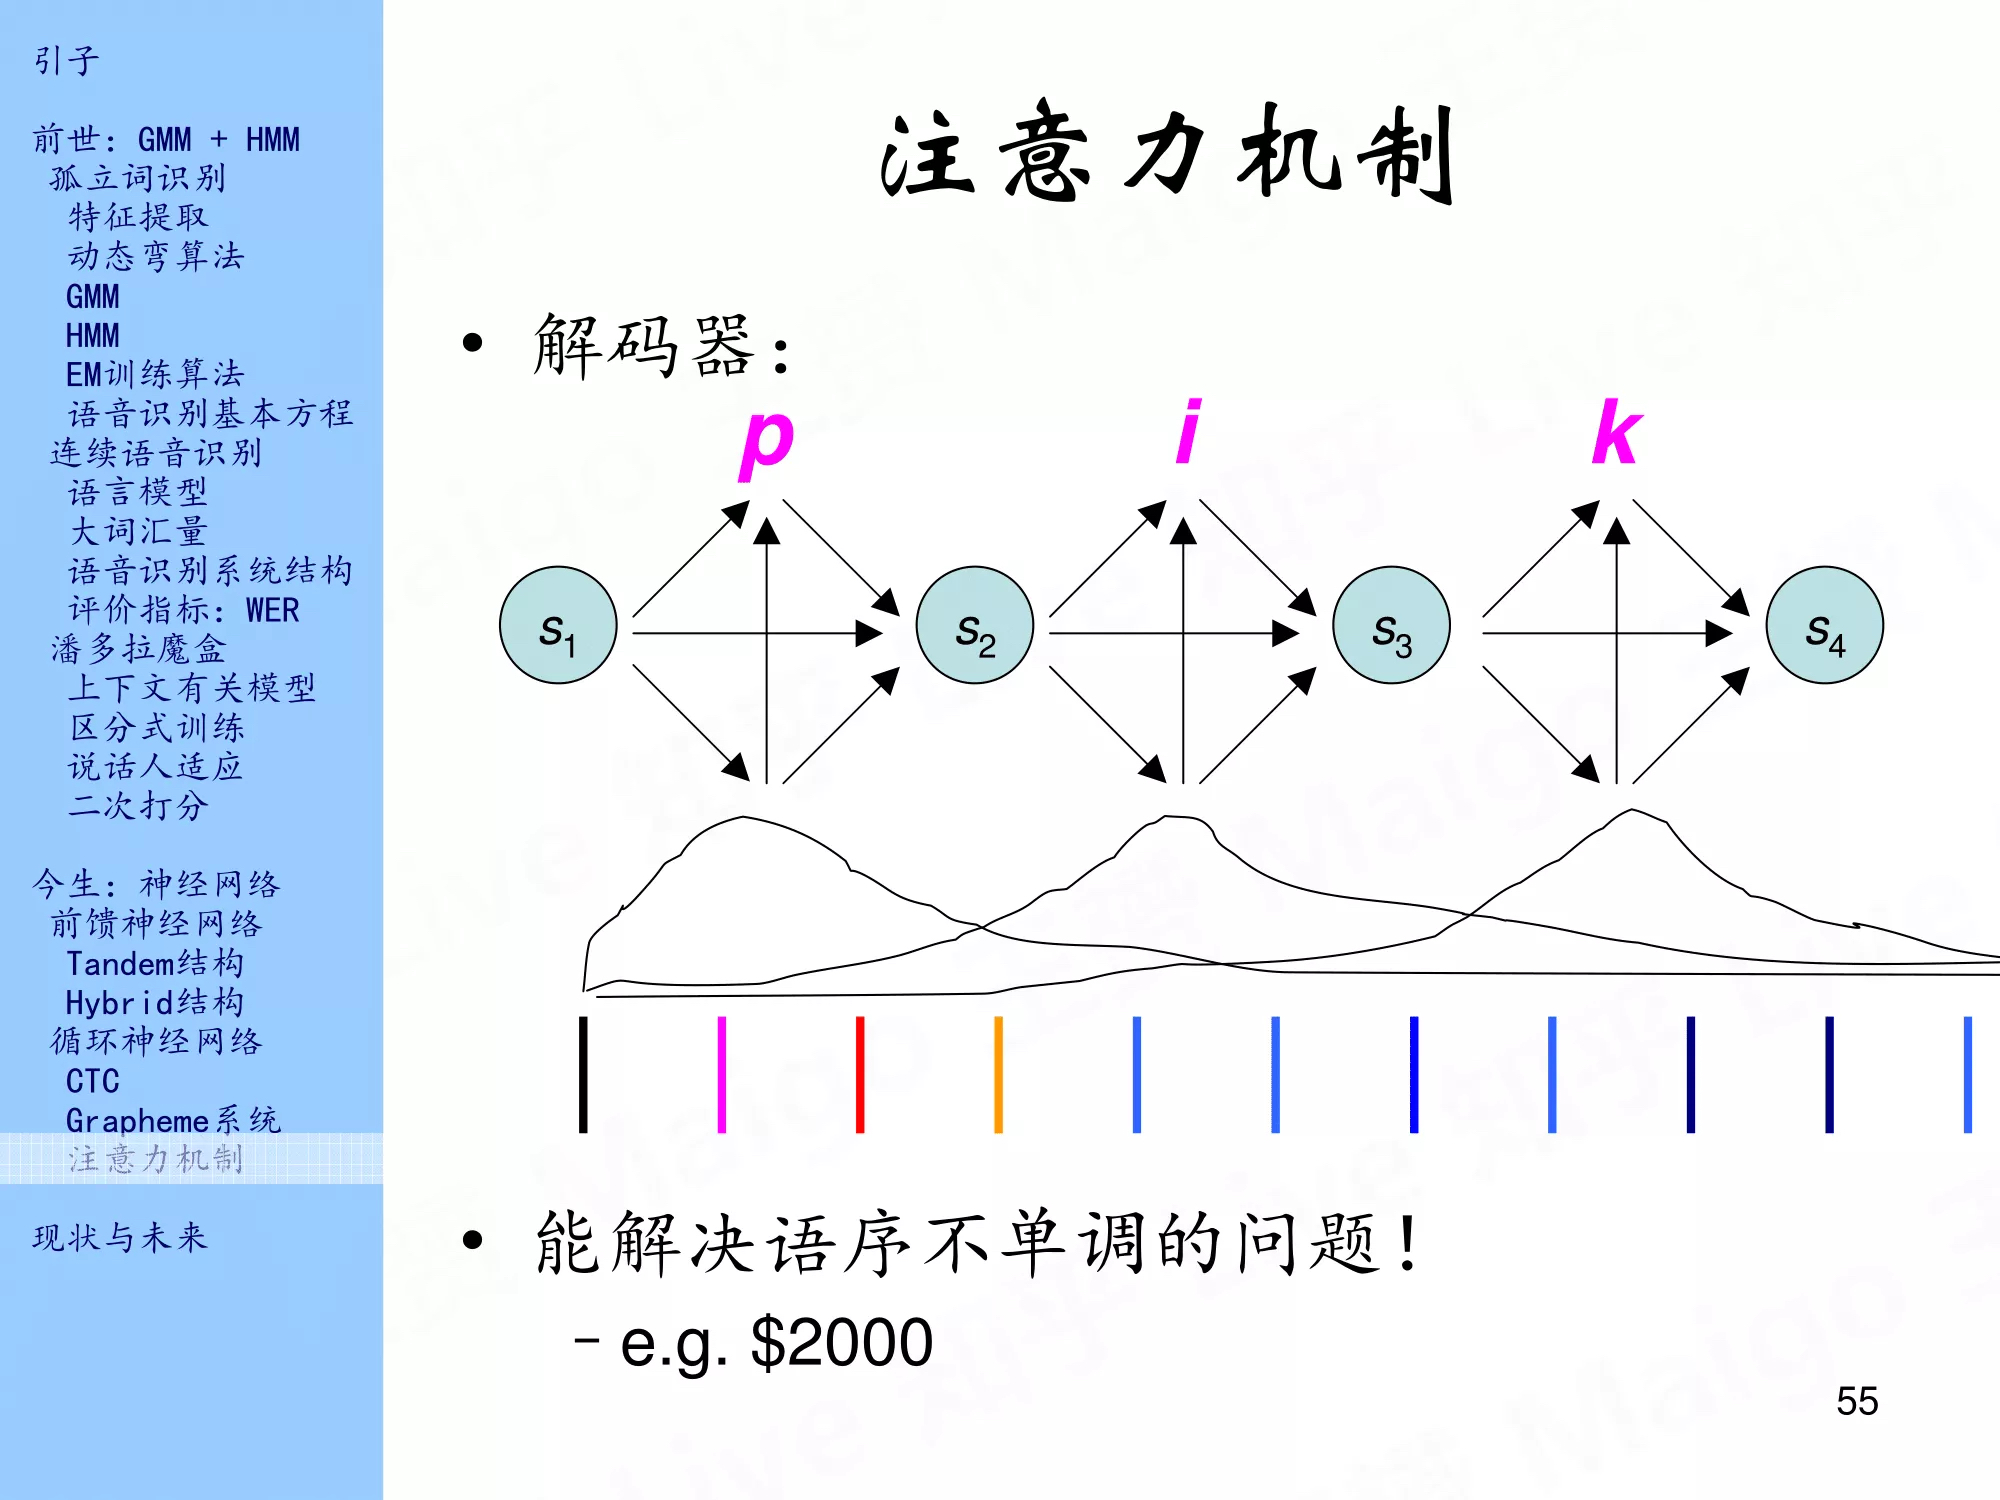 引子
前世：GMM + HMM
孤立词识别
特征提取
动态弯算法
GMM
HMM
EM训练算法
语音识别基本方程
连续语音识别
语言模型
大词汇量
语音识别系统结构
评价指标：WER
潘多拉魔盒
上下文有关模型
区分式训练
说话人适应
二次打分
今生：神经网络
前馈神经网络
Tandem结构
Hybrid结构
循环神经网络
CTC
Grapheme系统
注意力机制
现状与未来
注意力机制
• 解码器：
p i k
s1 s2 s3 s4
• 能解决语序不单调的问题！
– e.g. $2000
55